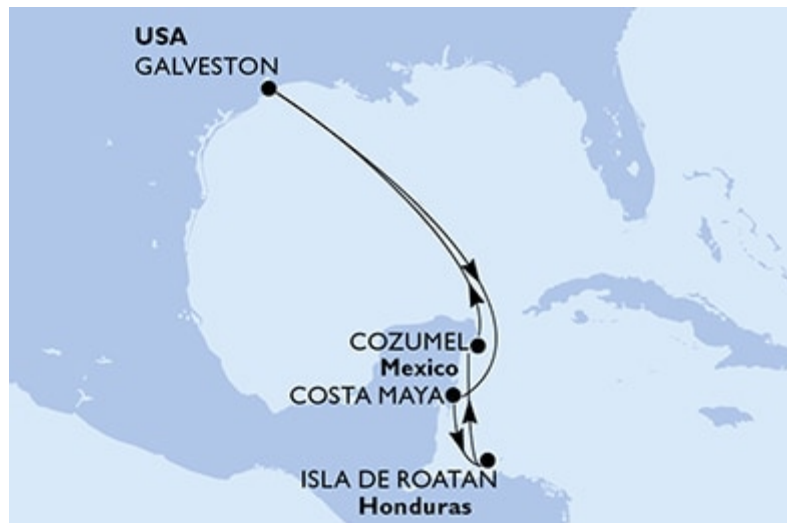 USA
GALVESTON
COZUMEL
Mexico
COSTA MAYA
ISLA DE ROATAN
Honduras